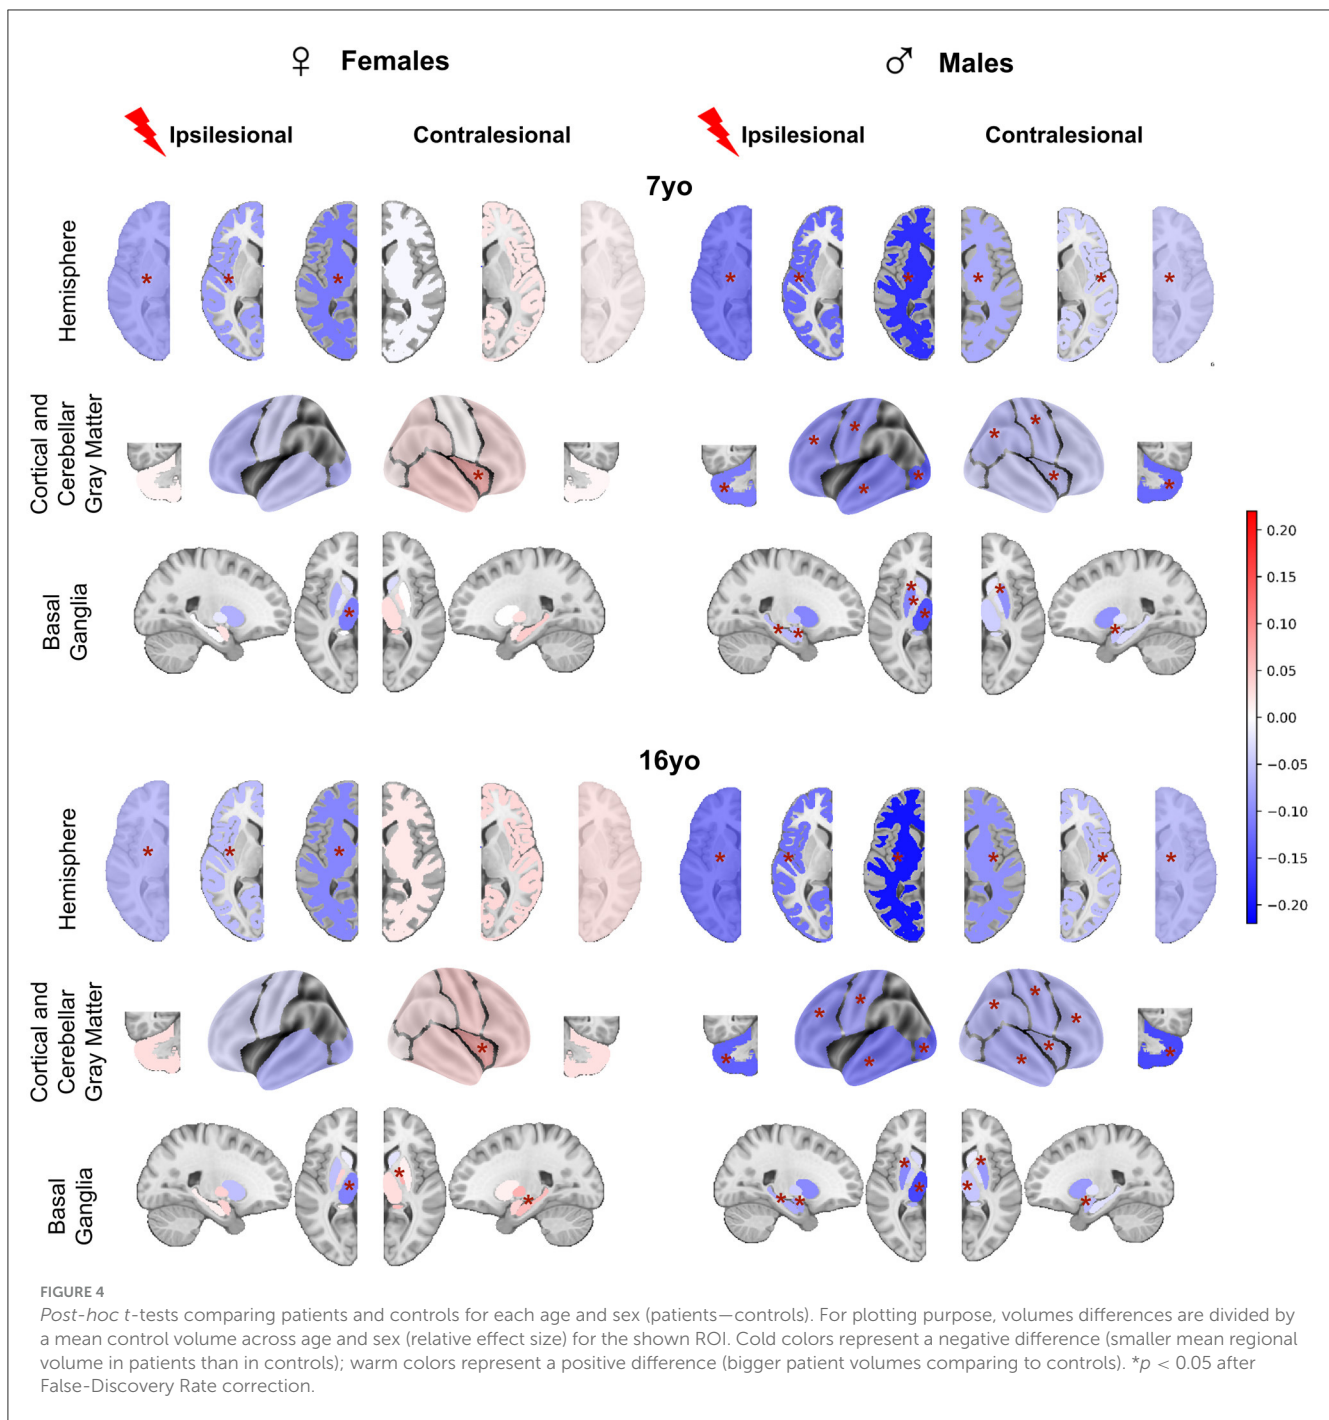 ♀ Females
♂ Males
Ipsilesional
Contralesional
Ipsilesional
Contralesional
7yo
Hemisphere
* * *
* * * * * *
Cortical and
Cerebellar
Gray Matter
*
* * * * * * * * *
Basal
Ganglia
*
* * * * * * *
0.20
0.15
0.10
0.05
0.00
−0.05
−0.10
−0.15
−0.20
16yo
Hemisphere
* * *
* * * * * *
Cortical and
Cerebellar
Gray Matter
*
* * * * * * * * * * *
Basal
Ganglia
* * *
* * * * * * *
FIGURE 4
Post-hoc t-tests comparing patients and controls for each age and sex (patients—controls). For plotting purpose, volumes differences are divided by
a mean control volume across age and sex (relative effect size) for the shown ROI. Cold colors represent a negative difference (smaller mean regional
volume in patients than in controls); warm colors represent a positive difference (bigger patient volumes comparing to controls). *p < 0.05 after
False-Discovery Rate correction.